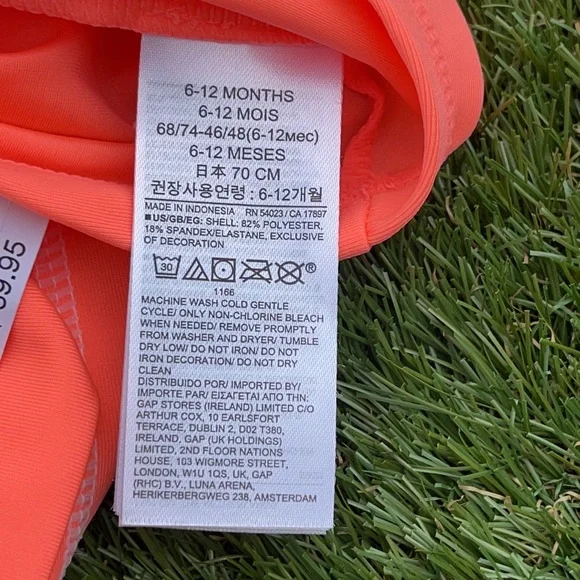 6-12 MONTHS
6-12 MOIS
68/74-46/48(6-12мес)
6-12 MESES
日本 70 CM
권장사용연령 : 6-12개월
MADE IN INDONESIA RN 54023 / CA 17897
■ US/GB/EG: SHELL: 82% POLYESTER,
18% SPANDEX/ELASTANE, EXCLUSIVE
OF DECORATION
30
®
1166
MACHINE WASH COLD GENTLE
CYCLE/ ONLY NON-CHLORINE BLEACH
WHEN NEEDED/ REMOVE PROMPTLY
FROM WASHER AND DRYER/ TUMBLE
DRY LOW/ DO NOT IRON/ DO NOT
IRON DECORATION/ DO NOT DRY
CLEAN
DISTRIBUIDO POR/ IMPORTED BY/
IMPORTE PAR/ ΕΙΣΑΓΕΤΑΙ ΑΠΟ ΤΗΝ:
GAP STORES (IRELAND) LIMITED C/O
ARTHUR COX, 10 EARLSFORT
TERRACE, DUBLIN 2, D02 T380,
IRELAND, GAP (UK HOLDINGS)
LIMITED, 2ND FLOOR NATIONS
HOUSE, 103 WIGMORE STREET,
LONDON, W1U 1QS, UK, GAP
(RHC) B.V., LUNA ARENA,
HERIKERBERGWEG 238, AMSTERDAM
9.95